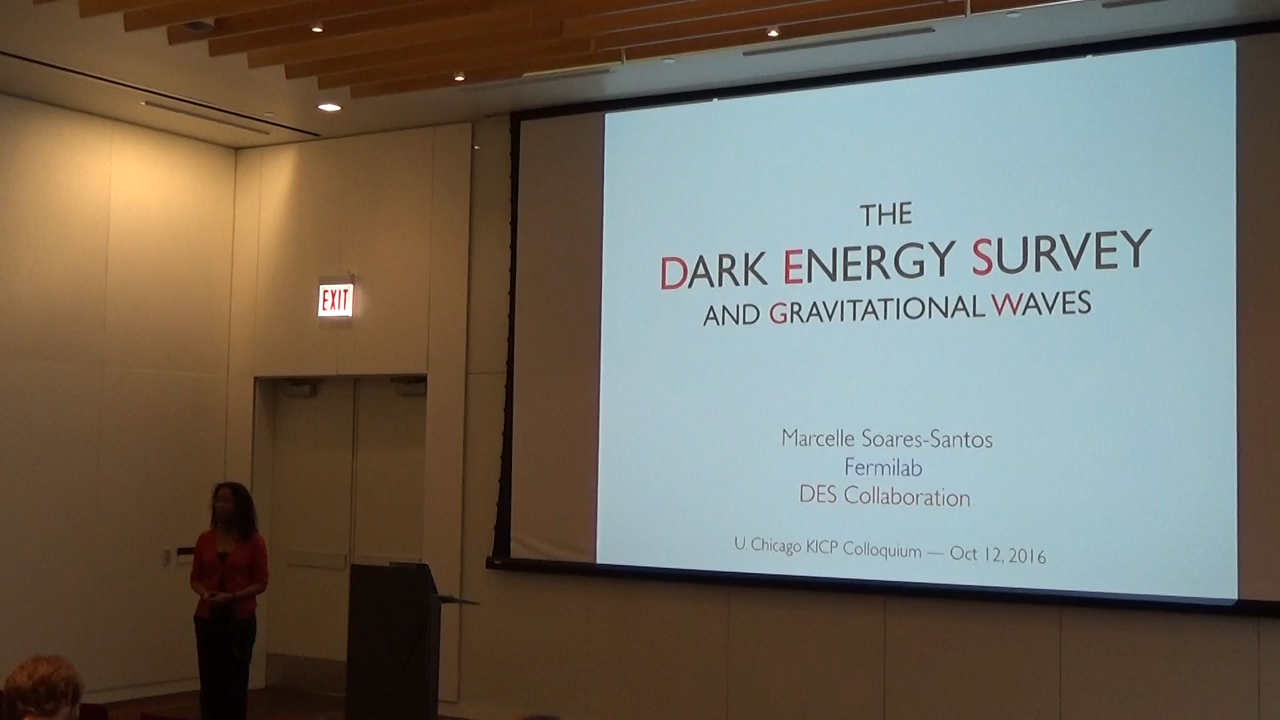 EXIT
THE
DARK ENERGY SURVEY
AND GRAVITATIONAL WAVES
Marcelle Soares-Santos
Fermilab
DES Collaboration
U. Chicago KICP Colloquium — Oct 12, 2016